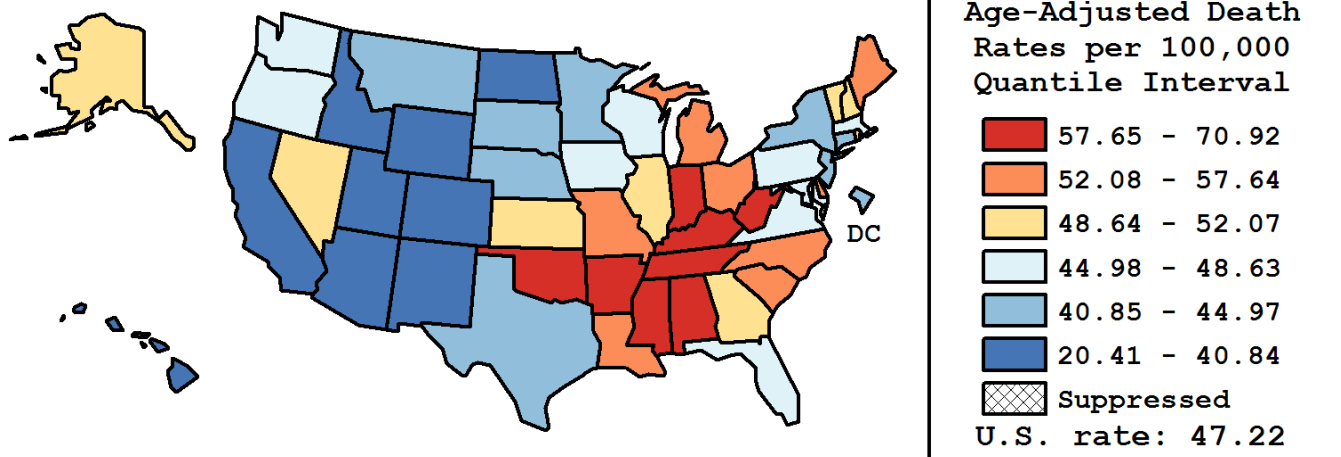 Age-Adjusted Death
Rates per 100,000
Quantile Interval
57.65 - 70.92
52.08 - 57.64
48.64 - 52.07
44.98 - 48.63
40.85 - 44.97
20.41 - 40.84
Suppressed
U.S. rate: 47.22
DC